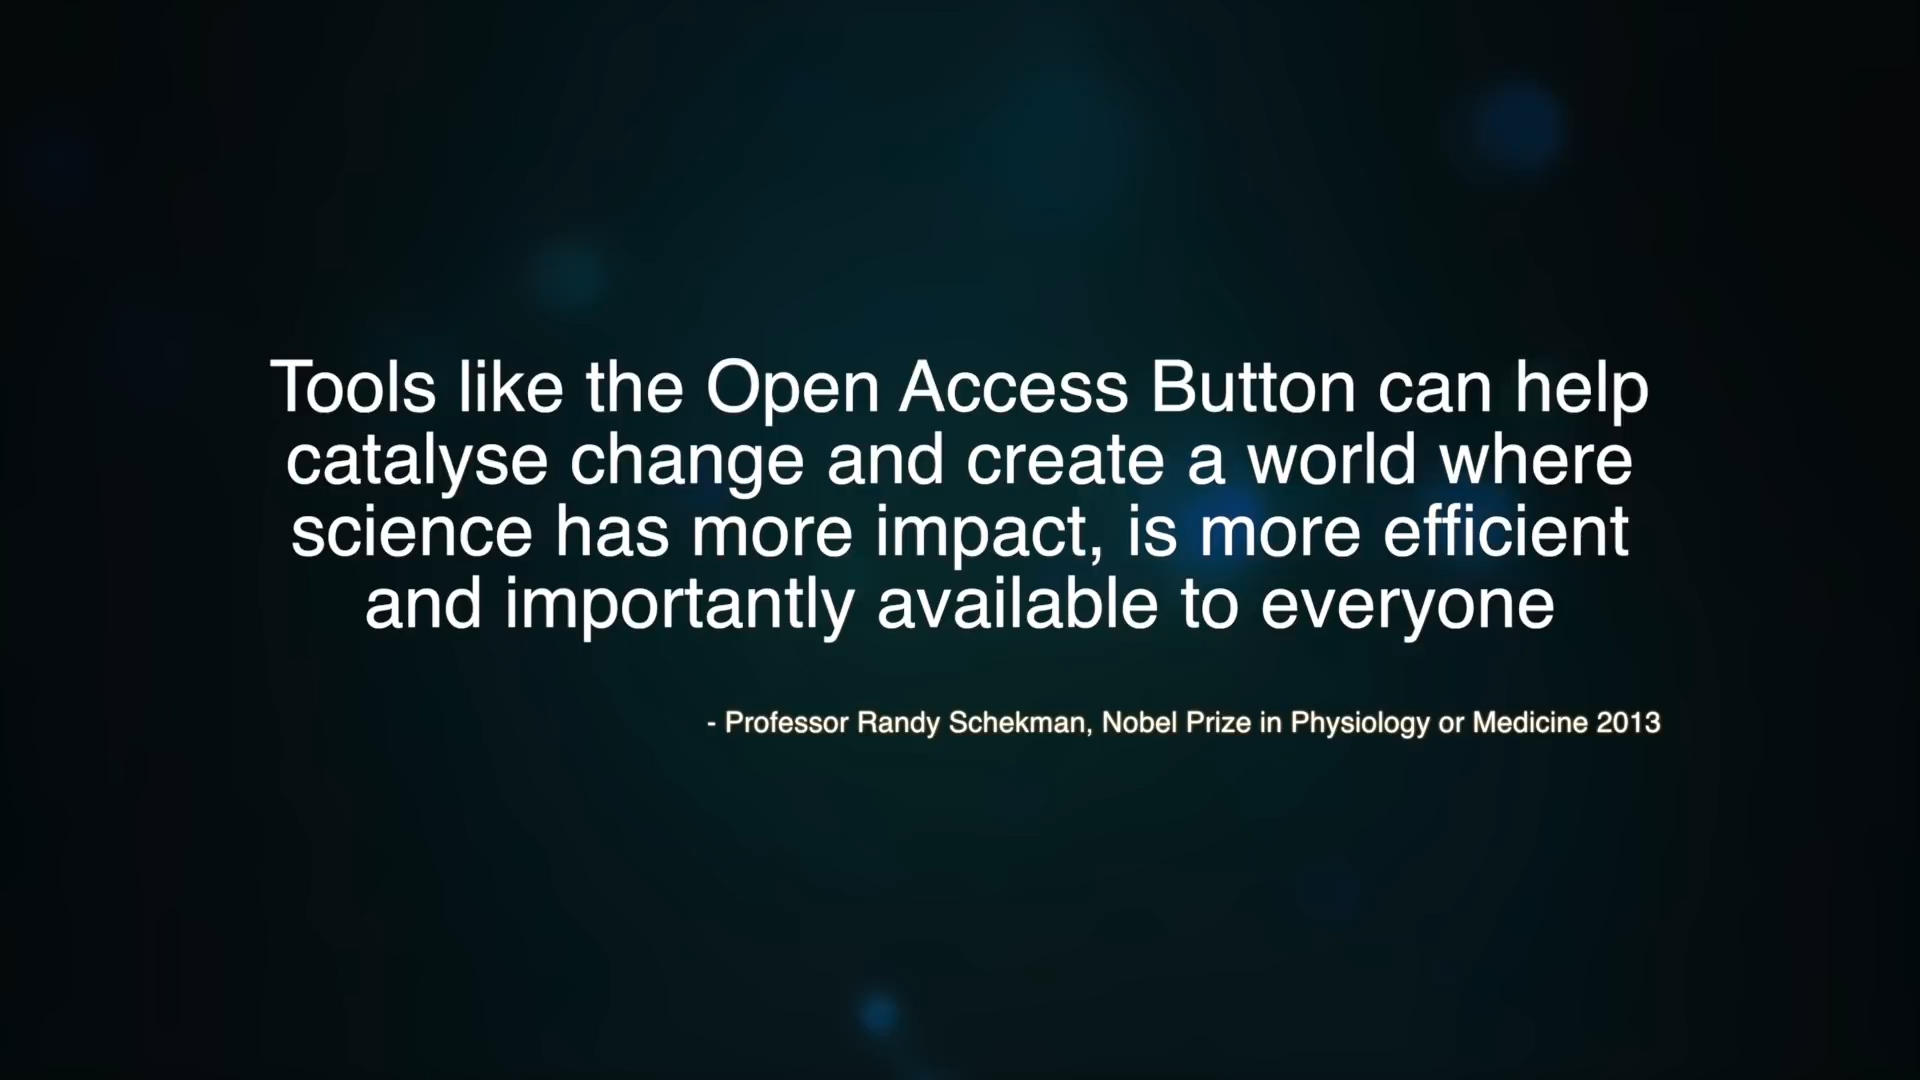 Tools like the Open Access Button can help
catalyse change and create a world where
science has more impact, is more efficient
and importantly available to everyone
- Professor Randy Schekman, Nobel Prize in Physiology or Medicine 2013